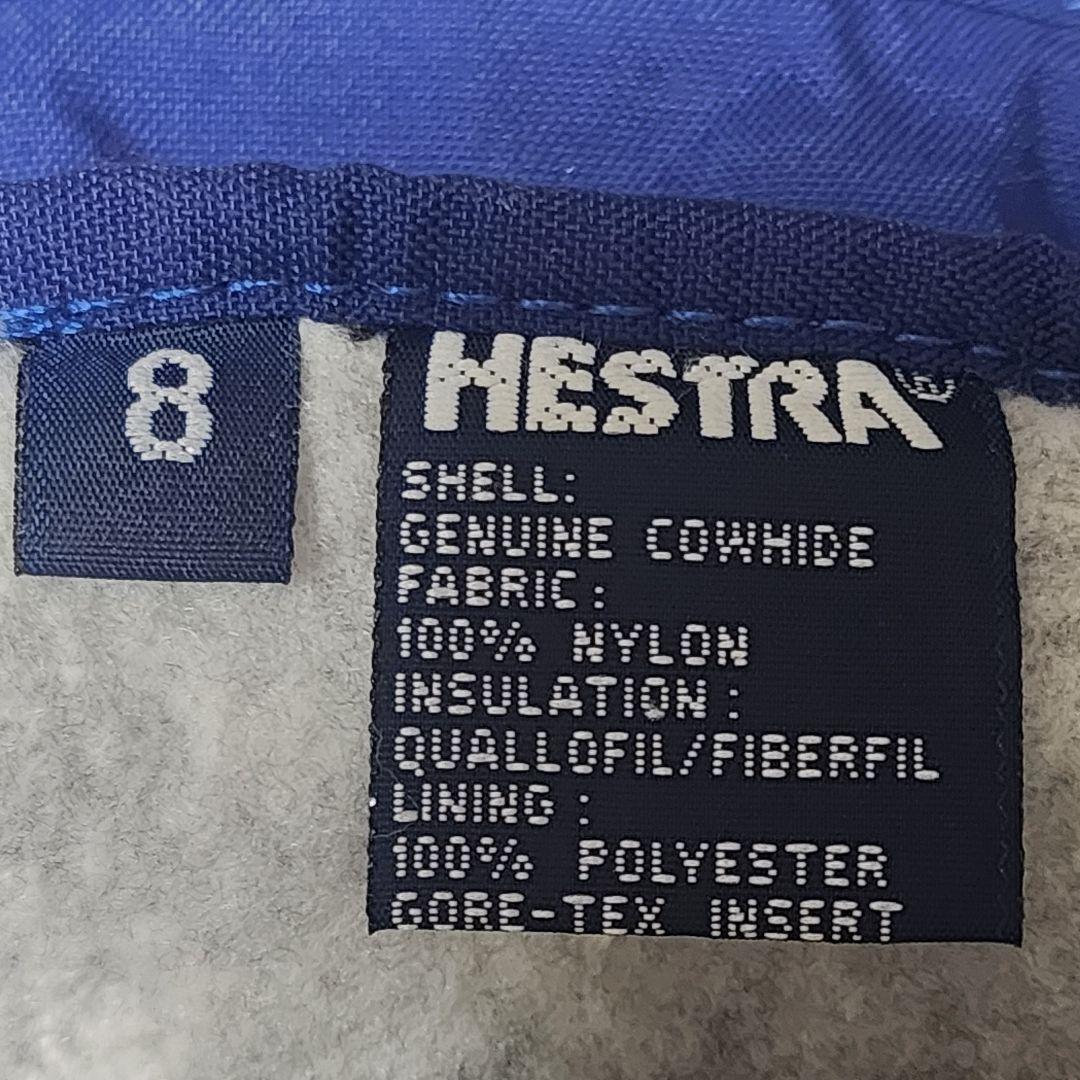 8
HESTRA
SHELL:
GENUINE COWHIDE
FABRIC:
100% NYLON
INSULATION:
QUALLOFIL/FIBERFIL
LINING:
100% POLYESTER
GORE-TEX INSERT